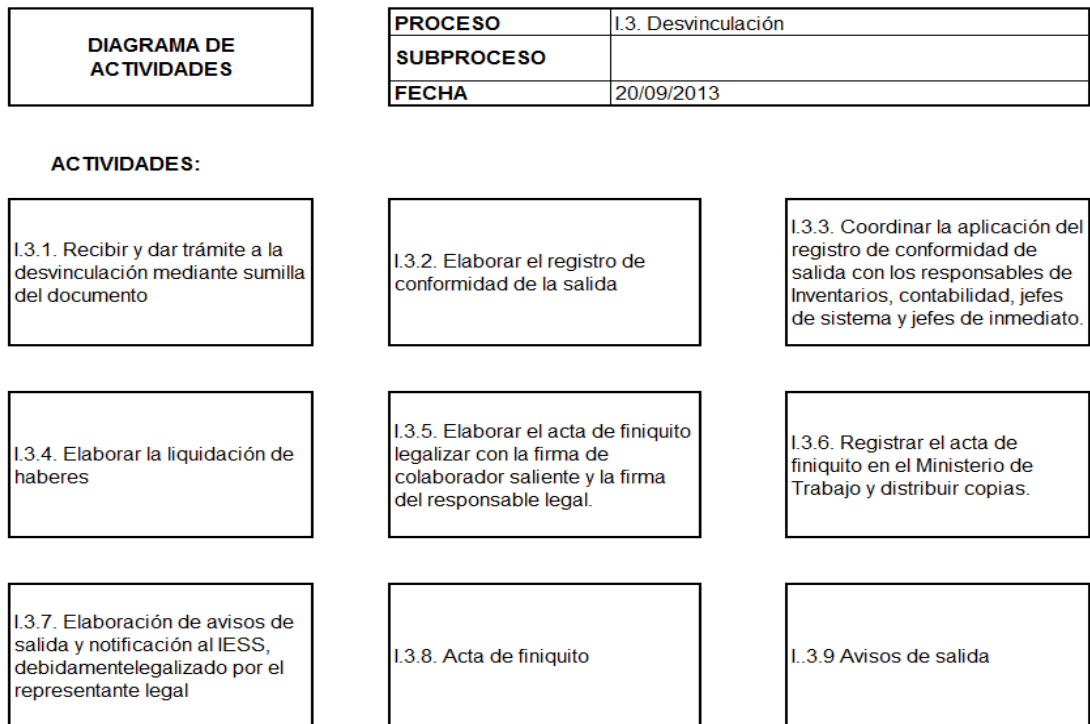 DIAGRAMA DE
ACTIVIDADES
PROCESO I.3. Desvinculación
SUBPROCESO
FECHA 20/09/2013
ACTIVIDADES:
I.3.1. Recibir y dar trámite a la
desvinculación mediante sumilla
del documento
I.3.2. Elaborar el registro de
conformidad de la salida
I.3.3. Coordinar la aplicación del
registro de conformidad de
salida con los responsables de
Inventarios, contabilidad, jefes
de sistema y jefes de inmediato.
I.3.4. Elaborar la liquidación de
haberes
I.3.5. Elaborar el acta de finiquito
legalizar con la firma de
colaborador saliente y la firma
del responsable legal.
I.3.6. Registrar el acta de
finiquito en el Ministerio de
Trabajo y distribuir copias.
I.3.7. Elaboración de avisos de
salida y notificación al IESS,
debidamentelegalizado por el
representante legal
I.3.8. Acta de finiquito
I..3.9 Avisos de salida